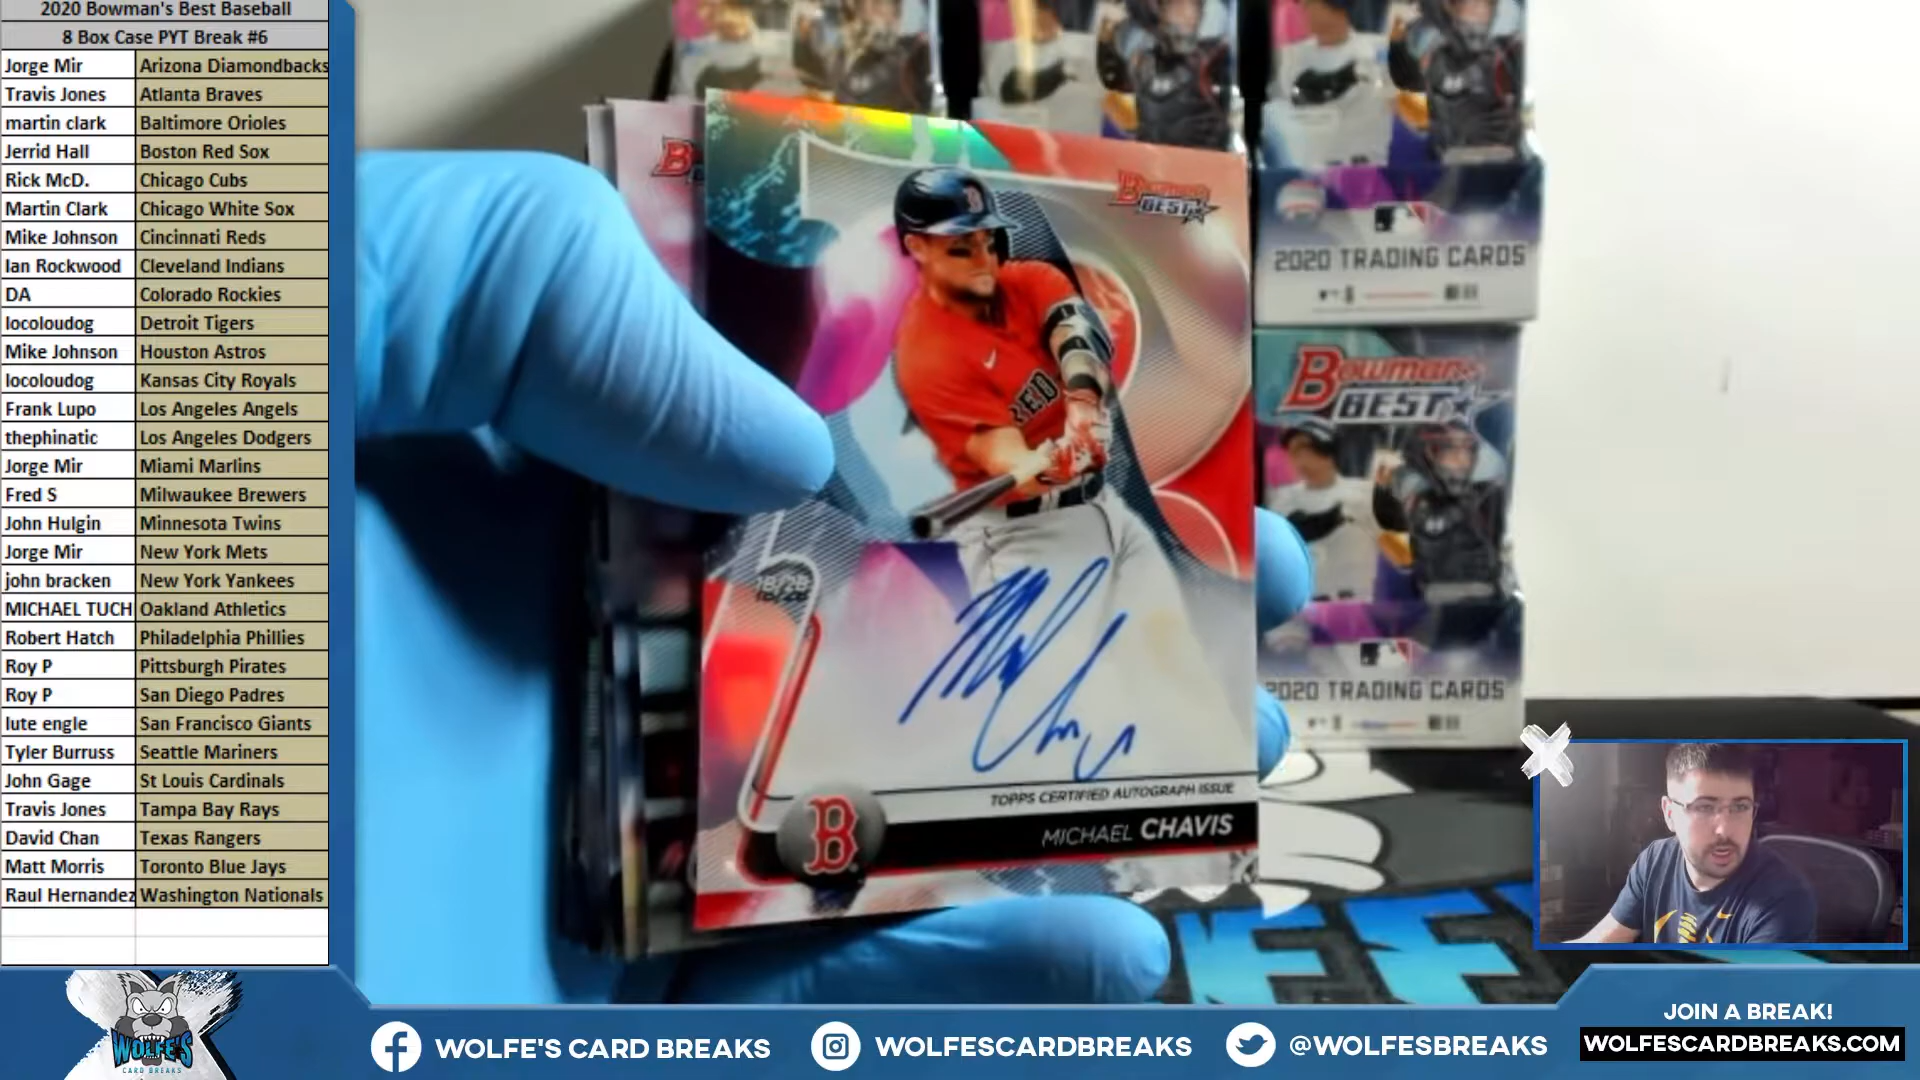 2020 Bowman's Best Baseball
8 Box Case PYT Break #6
Jorge Mir Arizona Diamondbacks
Travis Jones Atlanta Braves
martin clark Baltimore Orioles
Jerrid Hall Boston Red Sox
Rick McD. Chicago Cubs
Martin Clark Chicago White Sox
Mike Johnson Cincinnati Reds
Ian Rockwood Cleveland Indians
DA Colorado Rockies
locoloudog Detroit Tigers
Mike Johnson Houston Astros
locoloudog Kansas City Royals
Frank Lupo Los Angeles Angels
thephinatic Los Angeles Dodgers
Jorge Mir Miami Marlins
Fred S Milwaukee Brewers
John Hulgin Minnesota Twins
Jorge Mir New York Mets
john bracken New York Yankees
MICHAEL TUCH Oakland Athletics
Robert Hatch Philadelphia Phillies
Roy P Pittsburgh Pirates
Roy P San Diego Padres
lute engle San Francisco Giants
Tyler Burruss Seattle Mariners
John Gage St Louis Cardinals
Travis Jones Tampa Bay Rays
David Chan Texas Rangers
Matt Morris Toronto Blue Jays
Raul Hernandez Washington Nationals
Bowman's
BEST
B
RED
TOPPS CERTIFIED AUTOGRAPH ISSUE
MICHAEL CHAVIS
B
2020 TRADING CARDS
Bowman's
BEST
2020 TRADING CARDS
WOLFE'S
CARD BREAKS
WOLFE'S CARD BREAKS
WOLFESCARDBREAKS
@WOLFESBREAKS
JOIN A BREAK!
WOLFESCARDBREAKS.COM